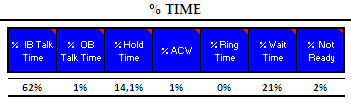 % TIME
% IB Talk Time
% OB Talk Time
% Hold Time
% ACW
% Ring Time
% Wait Time
% Not Ready
62% 1% 14,1% 1% 0% 21% 2%